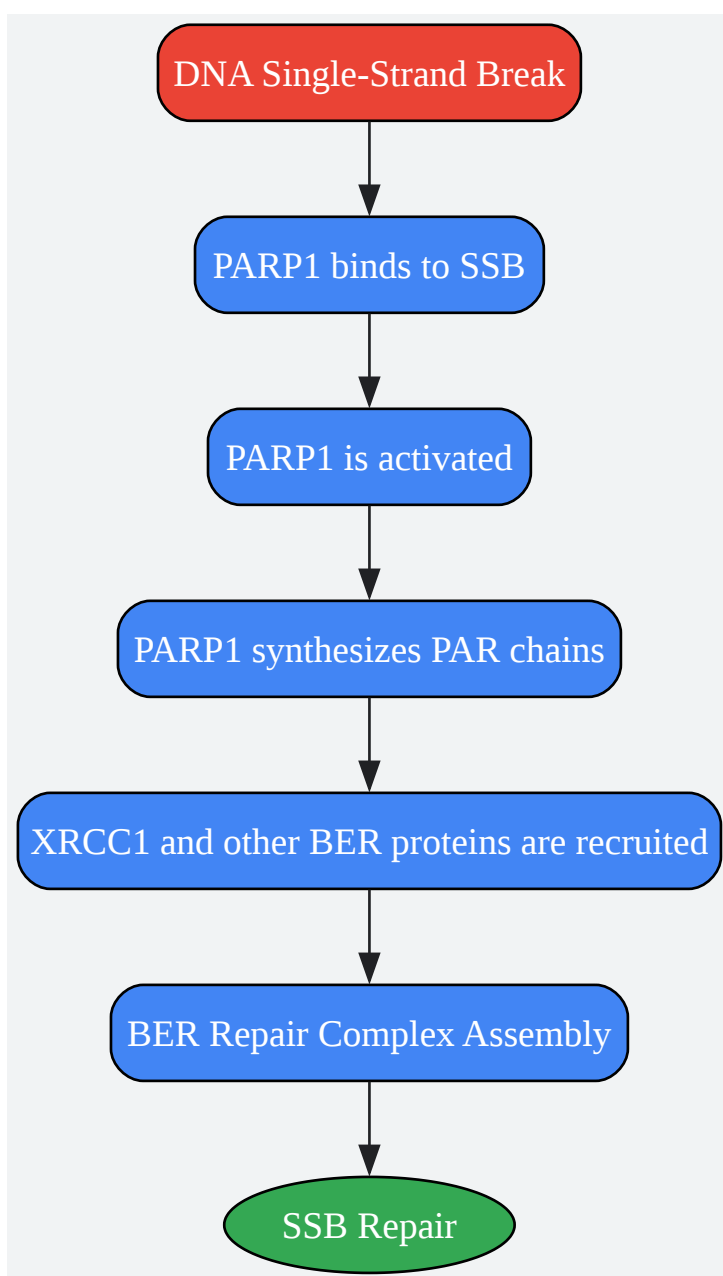 DNA Single-Strand Break
PARP1 binds to SSB
PARP1 is activated
PARP1 synthesizes PAR chains
XRCC1 and other BER proteins are recruited
BER Repair Complex Assembly
SSB Repair